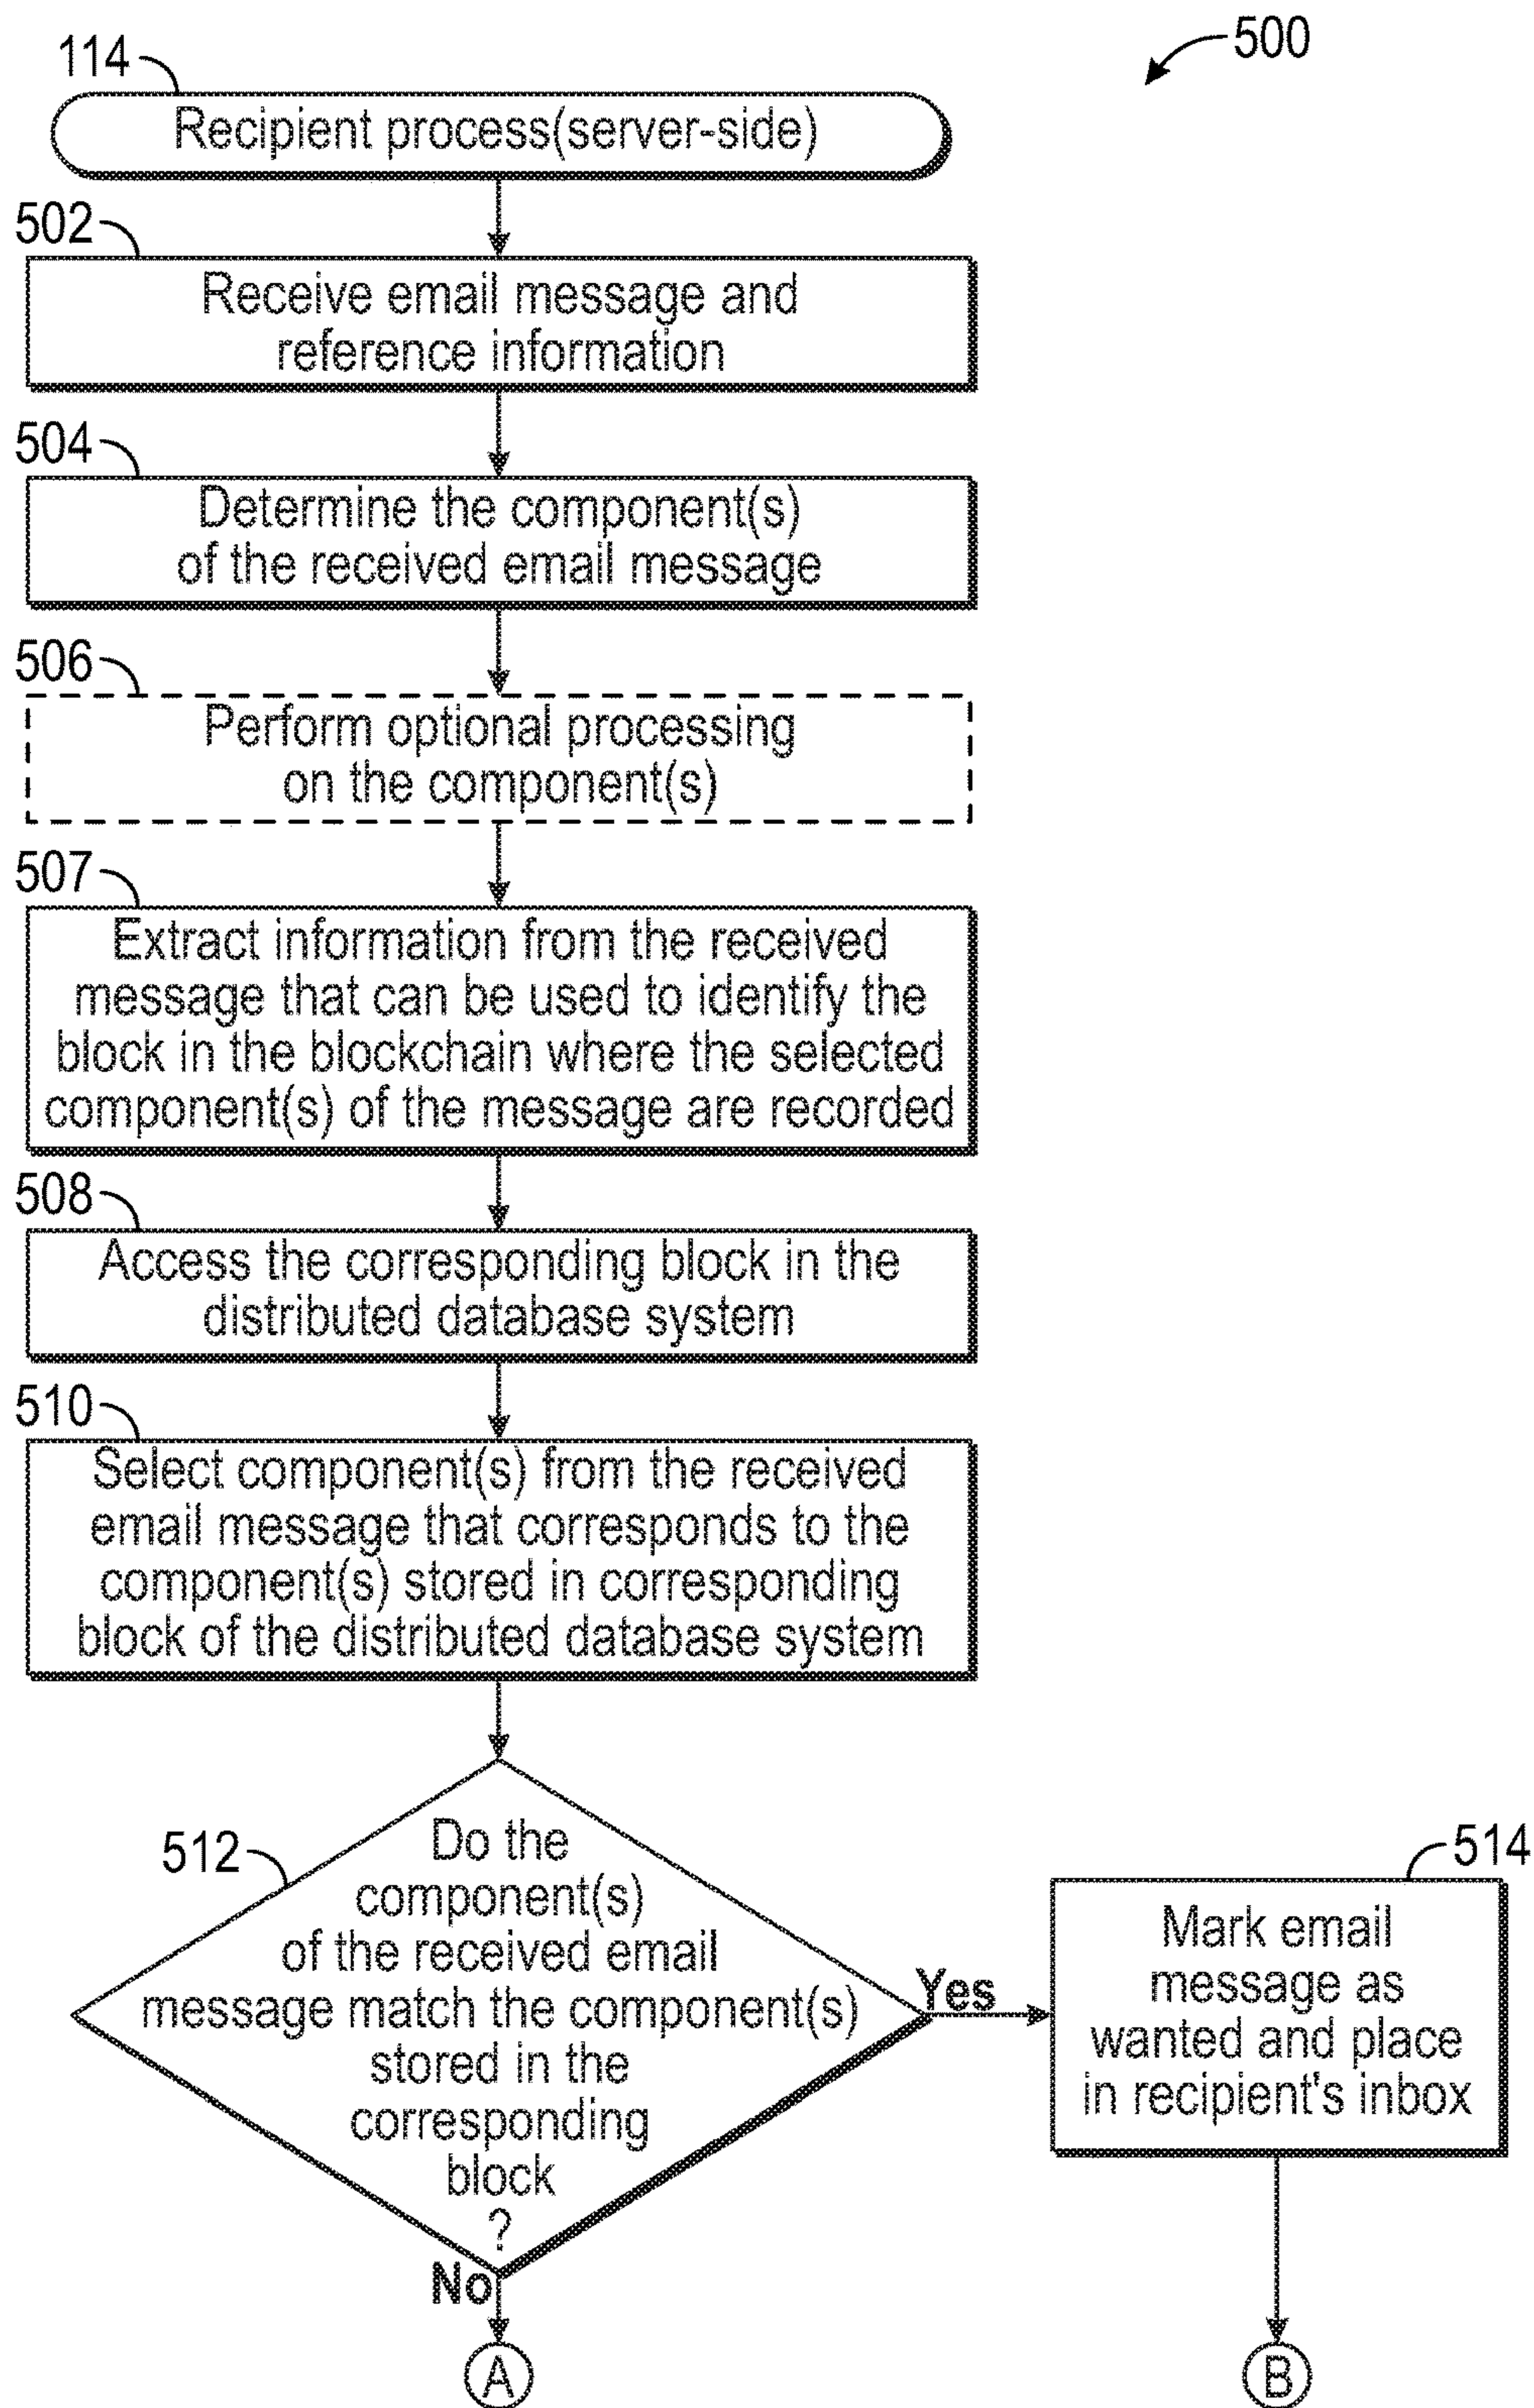 500
114
Recipient process(server-side)
502
Receive email message and
reference information
504
Determine the component(s)
of the received email message
506
Perform optional processing
on the component(s)
507
Extract information from the received
message that can be used to identify the
block in the blockchain where the selected
component(s) of the message are recorded
508
Access the corresponding block in the
distributed database system
510
Select component(s) from the received
email message that corresponds to the
component(s) stored in corresponding
block of the distributed database system
512
Do the
component(s)
of the received email
message match the component(s)
stored in the
corresponding
block
?
Yes
No
514
Mark email
message as
wanted and place
in recipient's inbox
A
B